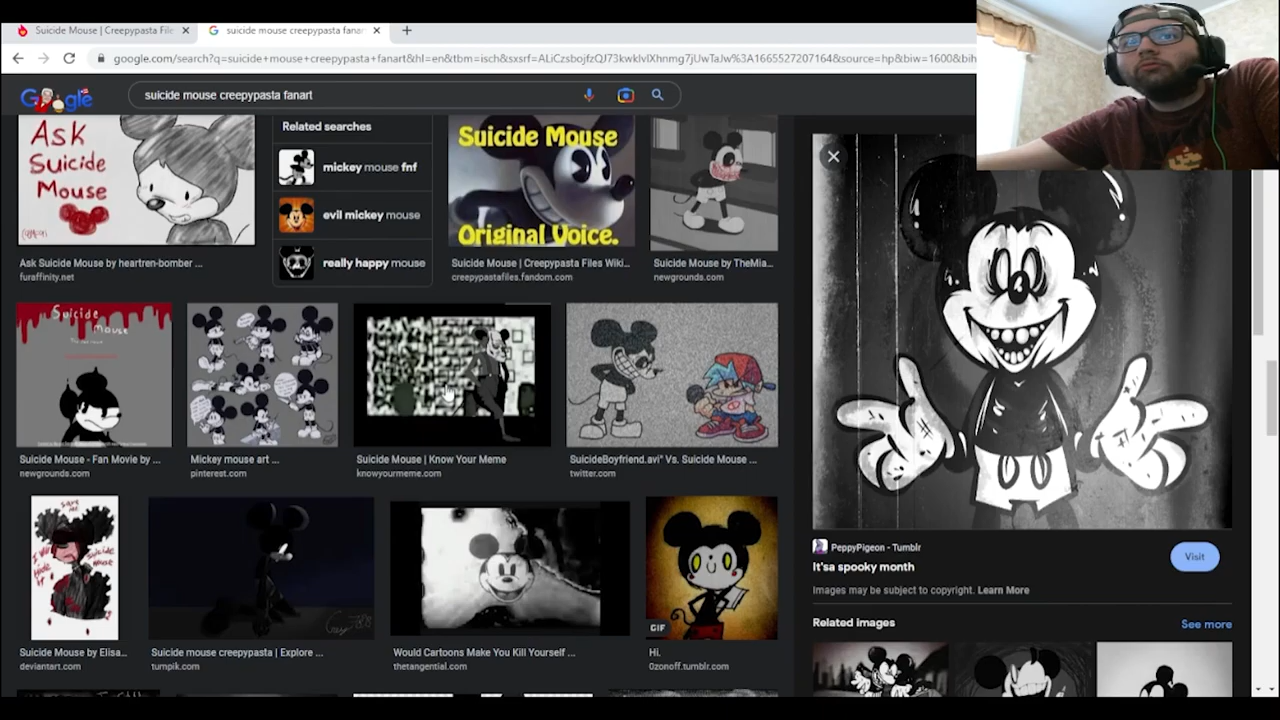 Suicide Mouse | Creepypasta File
suicide mouse creepypasta fanar
google.com/search?q=suicide+mouse+creepypasta+fanart&hl=en&tbm=isch&sxsrf=
suicide mouse creepypasta fanart
Ask
Suicide
Mouse
Ask Suicide Mouse by heartren-bomber ...
furaffinity.net
Related searches
mickey mouse fnf
evil mickey mouse
really happy mouse
Suicide Mouse
Original Voice.
Suicide Mouse | Creepypasta Files Wiki...
creepypastafiles.fandom.com
Suicide Mouse by TheMia...
newgrounds.com
Suicide
mouse
Suicide Mouse - Fan Movie by ...
newgrounds.com
Mickey mouse art ...
pinterest.com
Suicide Mouse | Know Your Meme
knowyourmeme.com
SuicideBoyfriend.avi" Vs. Suicide Mouse ...
twitter.com
Suicide Mouse by Elisa...
deviantart.com
Suicide mouse creepypasta | Explore ...
tumpik.com
Would Cartoons Make You Kill Yourself ...
thetangential.com
GIF
Hi.
0zonoff.tumblr.com
PeppyPigeon - Tumblr
It'sa spooky month
Visit
Images may be subject to copyright. Learn More
Related images
See more